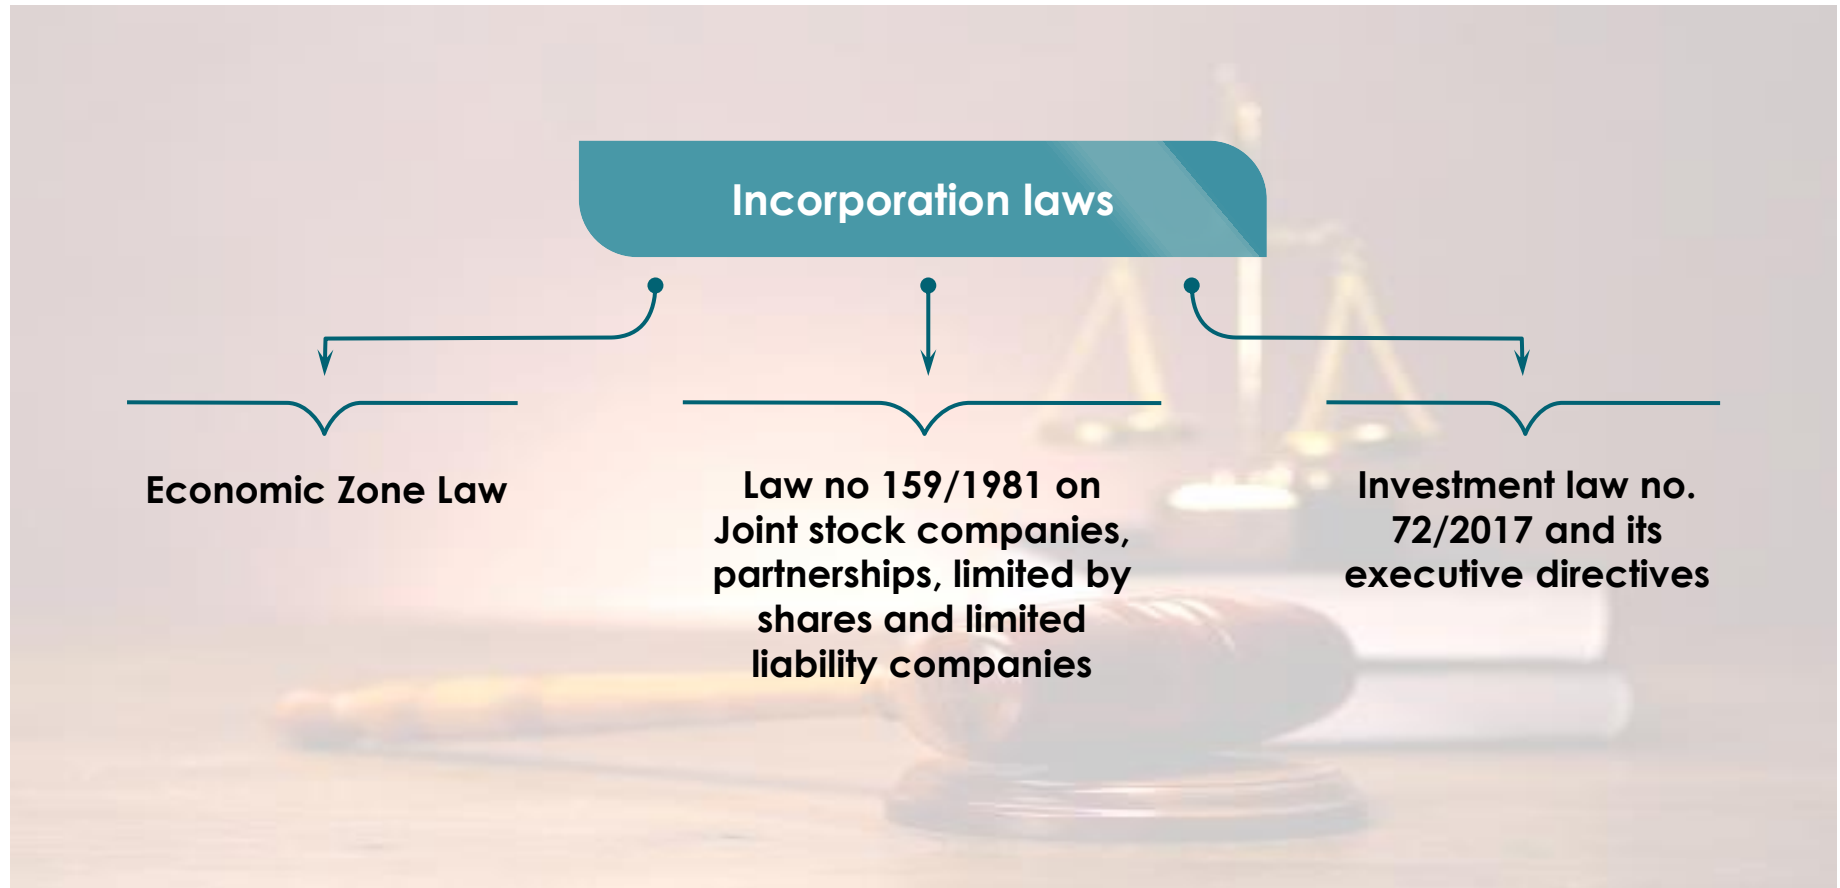 Incorporation laws
Economic Zone Law
Law no 159/1981 on
Joint stock companies,
partnerships, limited by
shares and limited
liability companies
Investment law no.
72/2017 and its
executive directives